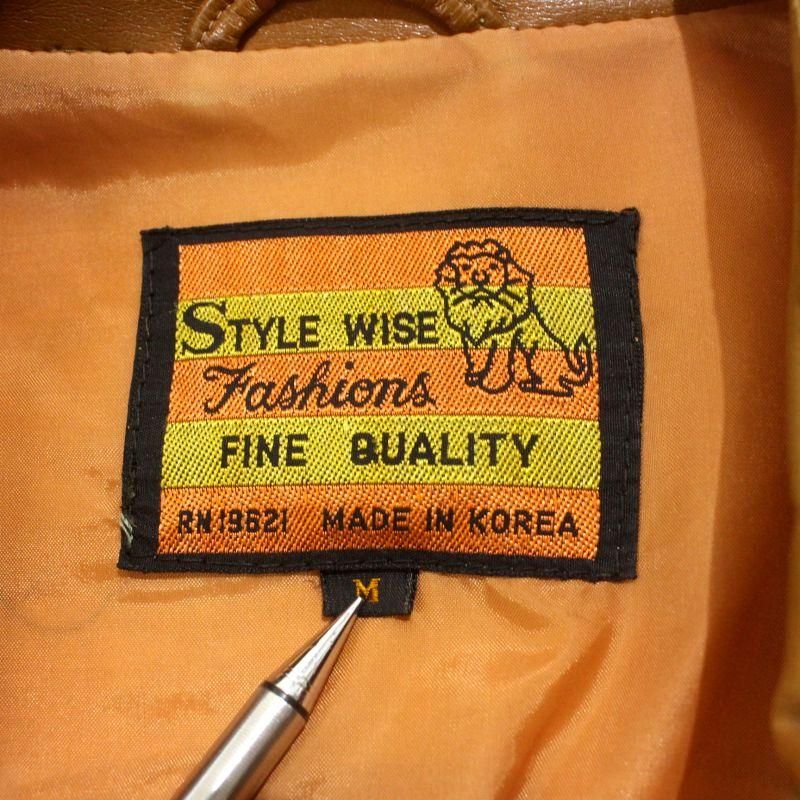 STYLE WISE
Fashions
FINE QUALITY
RN19621 MADE IN KOREA
M